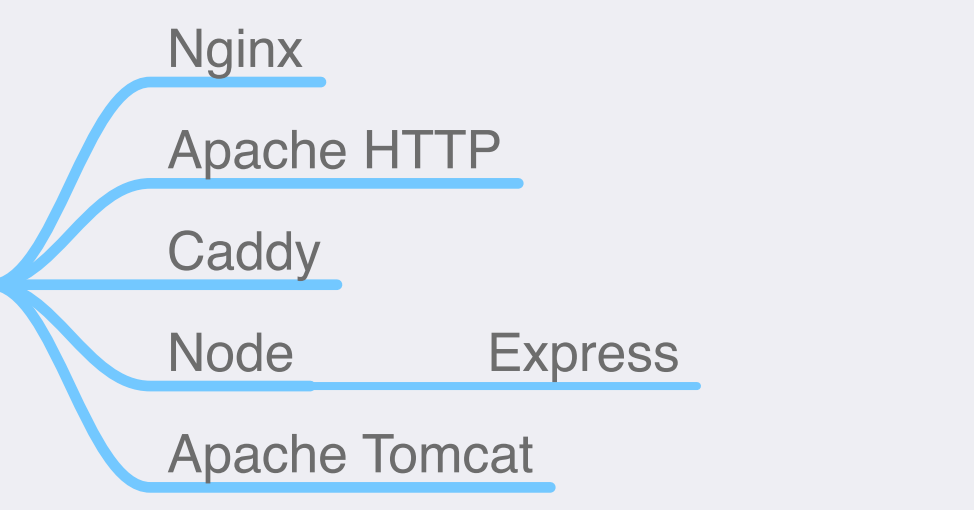 Nginx
Apache HTTP
Caddy
Node
Express
Apache Tomcat